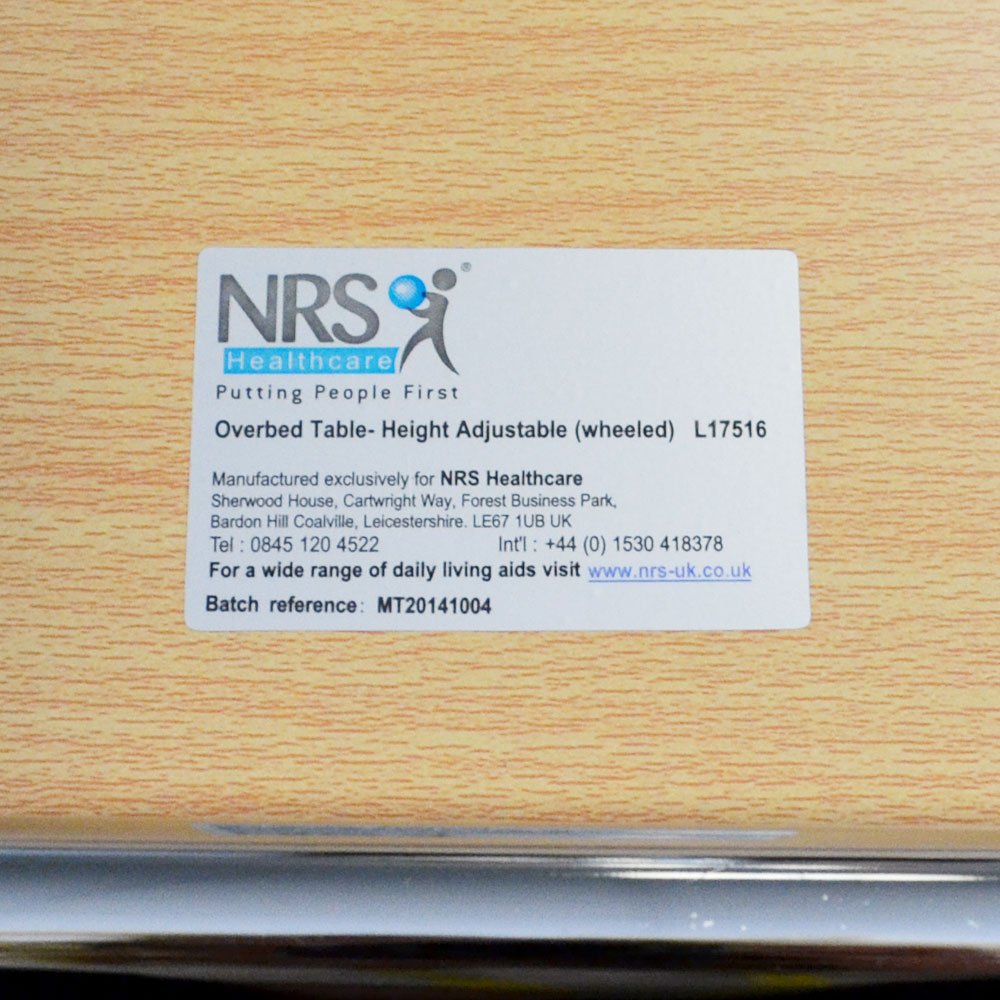 NRS®
Healthcare
Putting People First
Overbed Table- Height Adjustable (wheeled) L17516
Manufactured exclusively for NRS Healthcare
Sherwood House, Cartwright Way, Forest Business Park,
Bardon Hill Coalville, Leicestershire. LE67 1UB UK
Tel : 0845 120 4522 Int'l : +44 (0) 1530 418378
For a wide range of daily living aids visit www.nrs-uk.co.uk
Batch reference: MT20141004